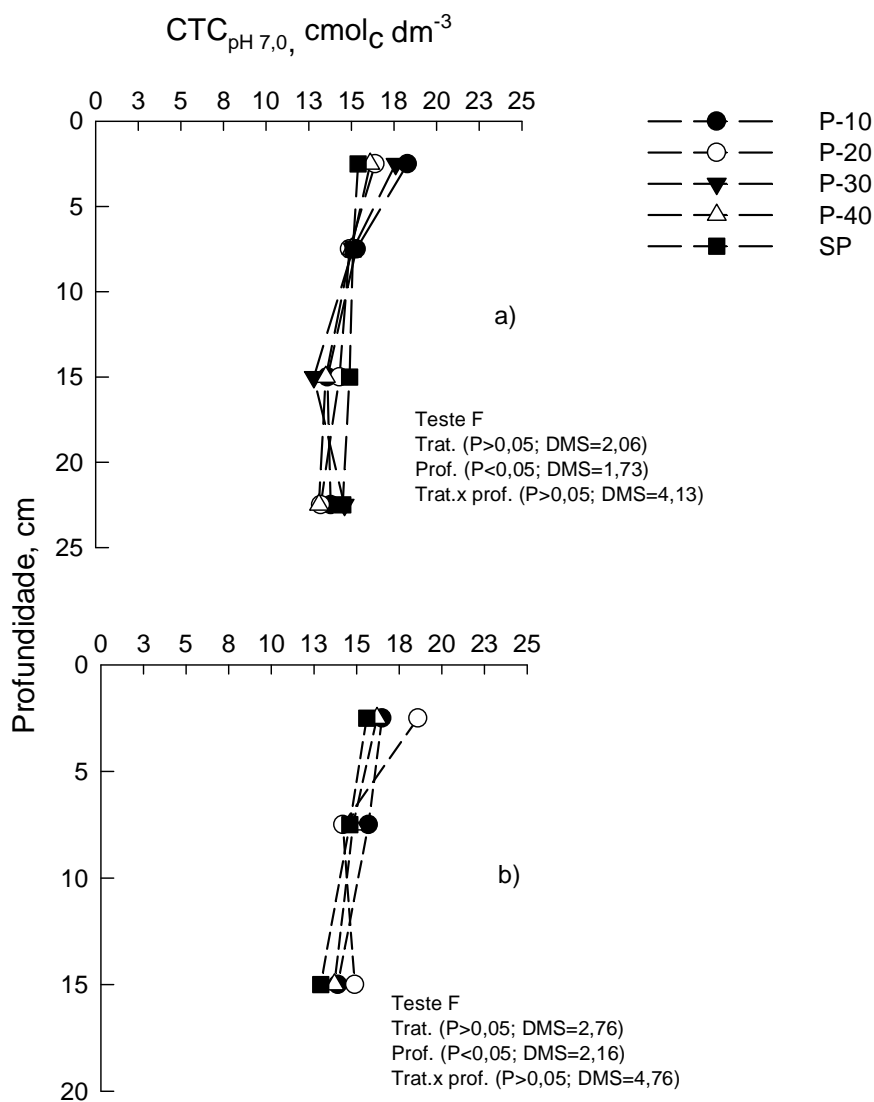 CTC pH 7,0, cmolC dm-3
0 3 5 8 10 13 15 18 20 23 25
0
5
10
15
20
25
P-10
P-20
P-30
P-40
SP
a)
Teste F
Trat. (P>0,05; DMS=2,06)
Prof. (P<0,05; DMS=1,73)
Trat.x prof. (P>0,05; DMS=4,13)
Profundidade, cm
0 3 5 8 10 13 15 18 20 23 25
0
5
10
15
20
b)
Teste F
Trat. (P>0,05; DMS=2,76)
Prof. (P<0,05; DMS=2,16)
Trat.x prof. (P>0,05; DMS=4,76)